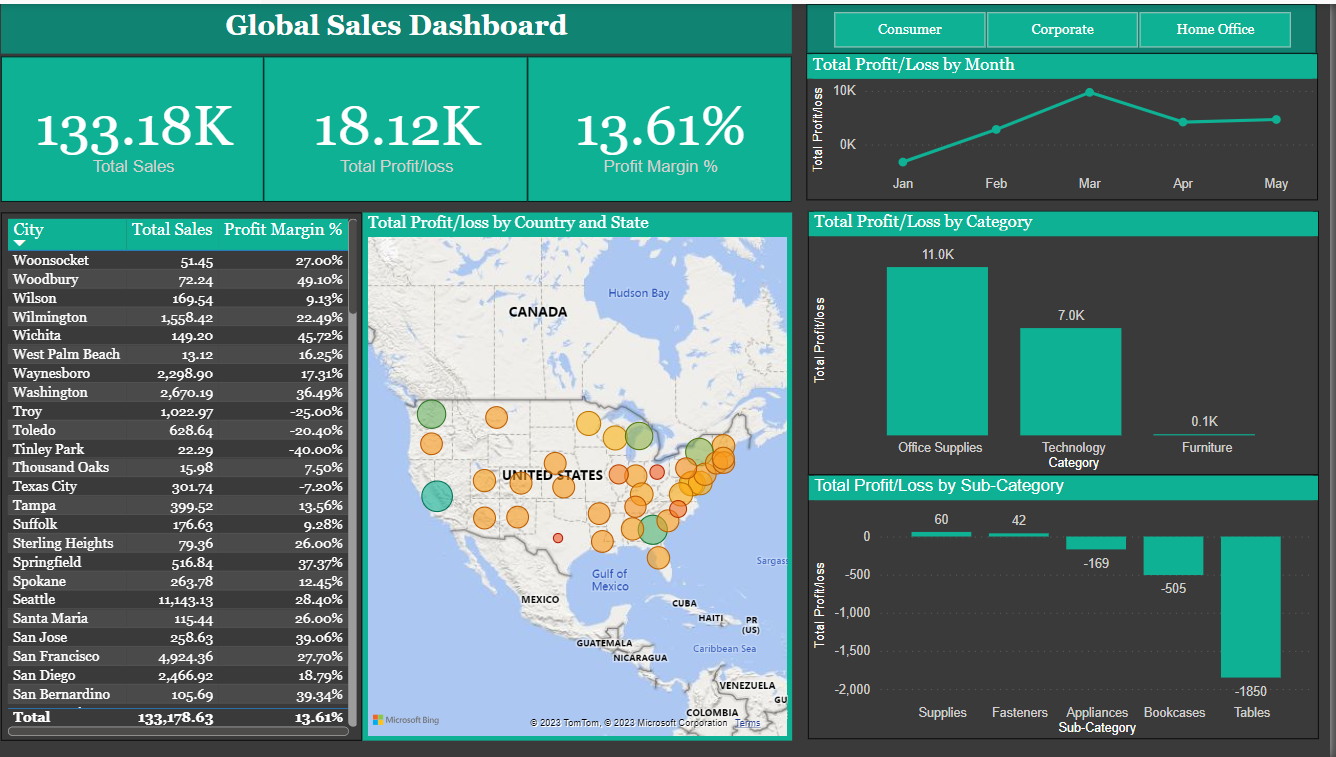 Global Sales Dashboard
Consumer Corporate Home Office
133.18K
Total Sales
18.12K
Total Profit/loss
13.61%
Profit Margin %
Total Profit/Loss by Month
Total Profit/loss
10K
0K
Jan Feb Mar Apr May
City Total Sales Profit Margin %
Woonsocket 51.45 27.00%
Woodbury 72.24 49.10%
Wilson 169.54 9.13%
Wilmington 1,558.42 22.49%
Wichita 149.20 45.72%
West Palm Beach 13.12 16.25%
Waynesboro 2,298.90 17.31%
Washington 2,670.19 36.49%
Troy 1,022.97 -25.00%
Toledo 628.64 -20.40%
Tinley Park 22.29 -40.00%
Thousand Oaks 15.98 7.50%
Texas City 301.74 -7.20%
Tampa 399.52 13.56%
Suffolk 176.63 9.28%
Sterling Heights 79.36 26.00%
Springfield 516.84 37.37%
Spokane 263.78 12.45%
Seattle 11,143.13 28.40%
Santa Maria 115.44 26.00%
San Jose 258.63 39.06%
San Francisco 4,924.36 27.70%
San Diego 2,466.92 18.79%
San Bernardino 105.69 39.34%
Total 133,178.63 13.61%
Total Profit/loss by Country and State
Hudson Bay
CANADA
UNITED STATES
Gulf of
Mexico
Sargass
MEXICO
CUBA
HAITI
PR
(US)
GUATEMALA
Caribbean Sea
NICARAGUA
VENEZUELA
GU
COLOMBIA
Microsoft Bing
© 2023 TomTom, © 2023 Microsoft Corporation Terms
Total Profit/Loss by Category
Total Profit/loss
11.0K
7.0K
0.1K
Office Supplies Technology Furniture
Category
Total Profit/Loss by Sub-Category
Total Profit/loss
0
-500
-1,000
-1,500
-2,000
60
42
-169
-505
-1850
Supplies Fasteners Appliances Bookcases Tables
Sub-Category